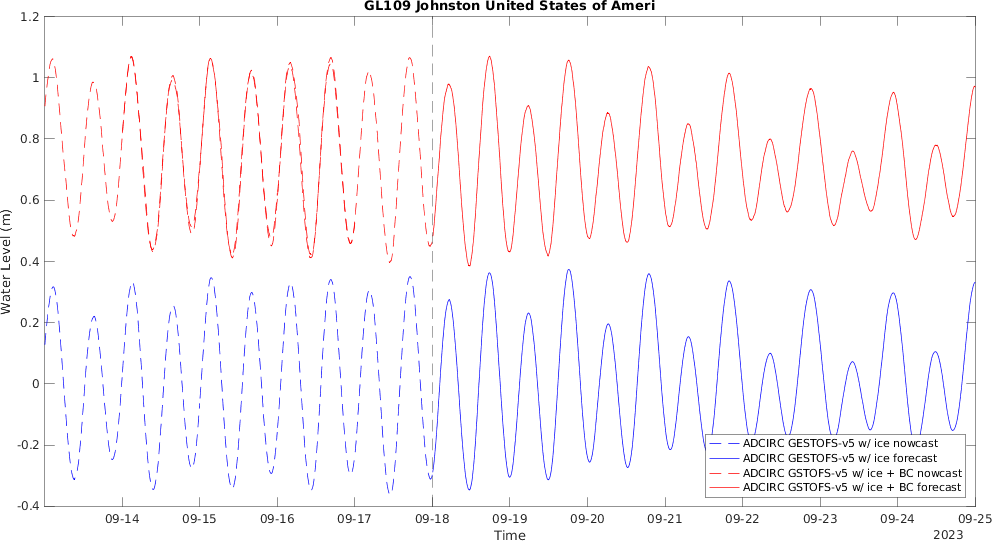 GL109 Johnston United States of Ameri
1.2
1
0.8
0.6
0.4
0.2
0
-0.2
-0.4
Water Level (m)
ADCIRC GESTOFS-v5 w/ ice nowcast
ADCIRC GESTOFS-v5 w/ ice forecast
ADCIRC GSTOFS-v5 w/ ice + BC nowcast
ADCIRC GSTOFS-v5 w/ ice + BC forecast
09-14 09-15 09-16 09-17 09-18 09-19 09-20 09-21 09-22 09-23 09-24 09-25
Time
2023